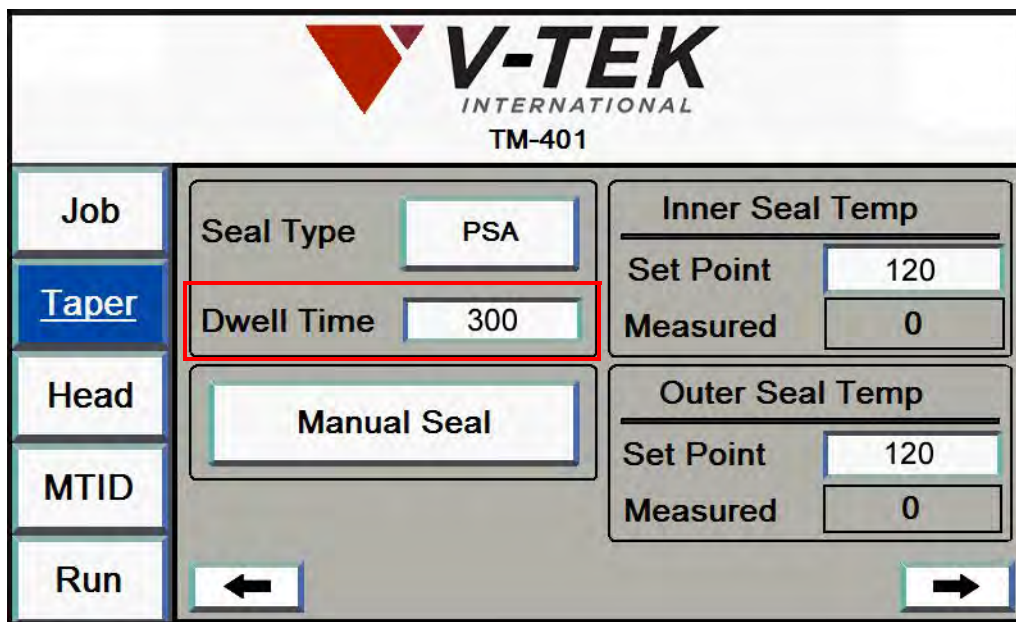 V-TEK
INTERNATIONAL
TM-401
Job
Taper
Head
MTID
Run
Seal Type
PSA
Dwell Time
300
Manual Seal
Inner Seal Temp
Set Point
120
Measured
0
Outer Seal Temp
Set Point
120
Measured
0